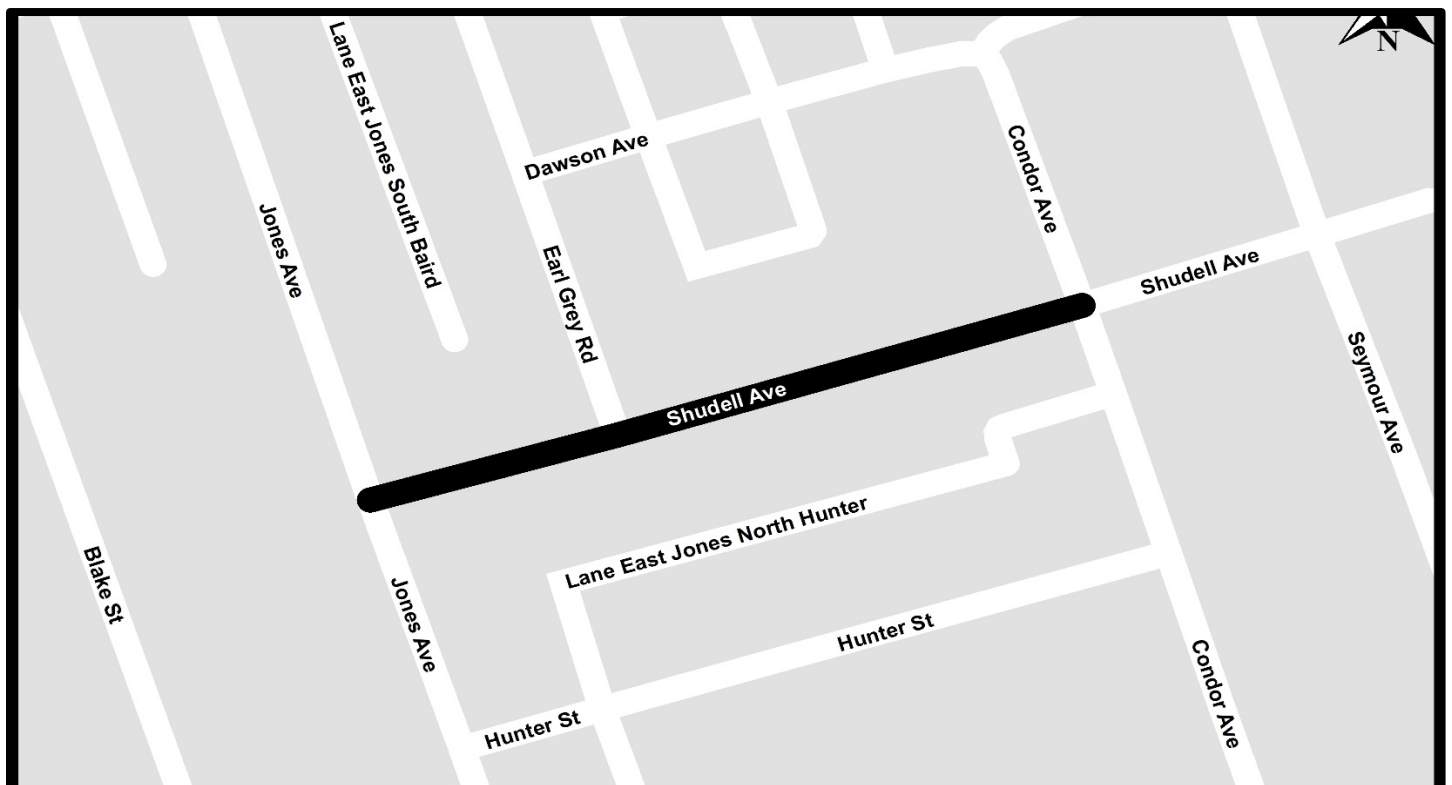 Lane East Jones South Baird
N
Dawson Ave
Condor Ave
Jones Ave
Earl Grey Rd
Shudell Ave
Shudell Ave
Seymour Ave
Lane East Jones North Hunter
Blake St
Jones Ave
Hunter St
Condor Ave
Hunter St